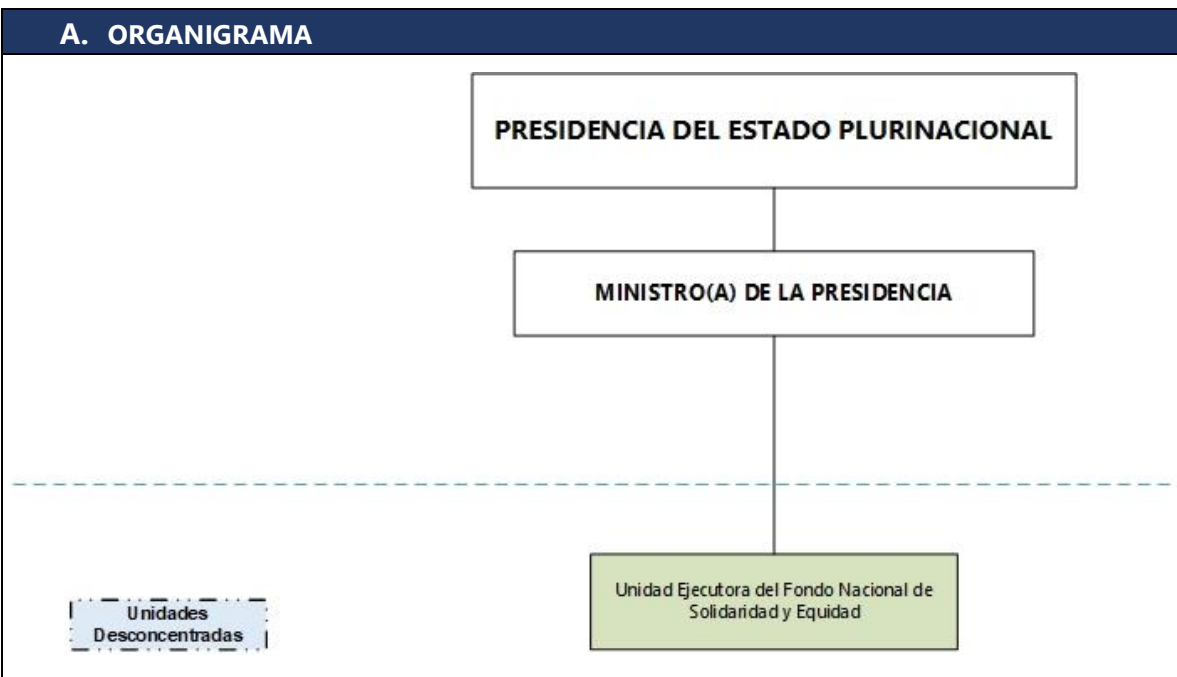 A. ORGANIGRAMA
PRESIDENCIA DEL ESTADO PLURINACIONAL
MINISTRO(A) DE LA PRESIDENCIA
Unidad Ejecutora del Fondo Nacional de
Solidaridad y Equidad
Unidades
Desconcentradas